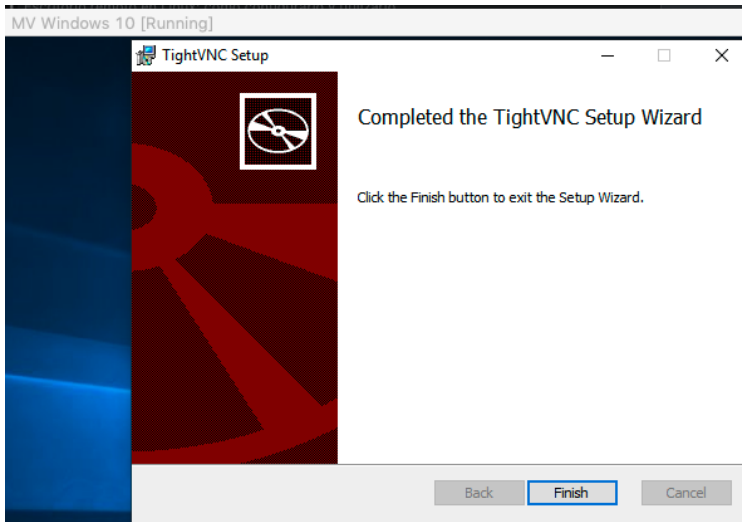 MV Windows 10 [Running]
TightVNC Setup
Completed the TightVNC Setup Wizard
Click the Finish button to exit the Setup Wizard.
Back Finish Cancel